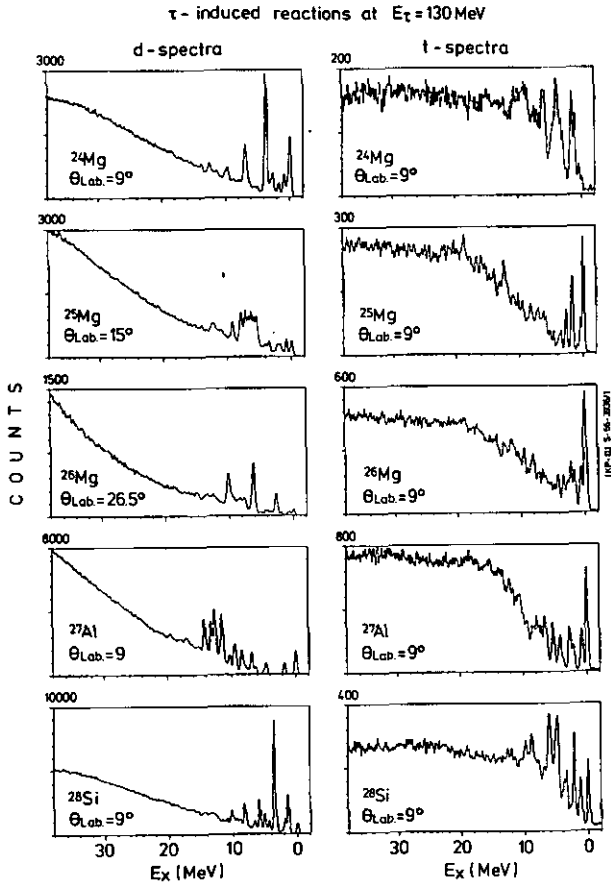 τ - induced reactions at Eτ = 130 MeV
d - spectra
t - spectra
COUNTS
3000
24Mg
θLab. = 9°
200
24Mg
θLab. = 9°
3000
25Mg
θLab. = 15°
300
25Mg
θLab. = 9°
1500
26Mg
θLab. = 26.5°
600
26Mg
θLab. = 9°
6000
27Al
θLab. = 9
800
27Al
θLab. = 9°
10000
28Si
θLab. = 9°
400
28Si
θLab. = 9°
30 20 10 0
30 20 10 0
Ex (MeV)
Ex (MeV)